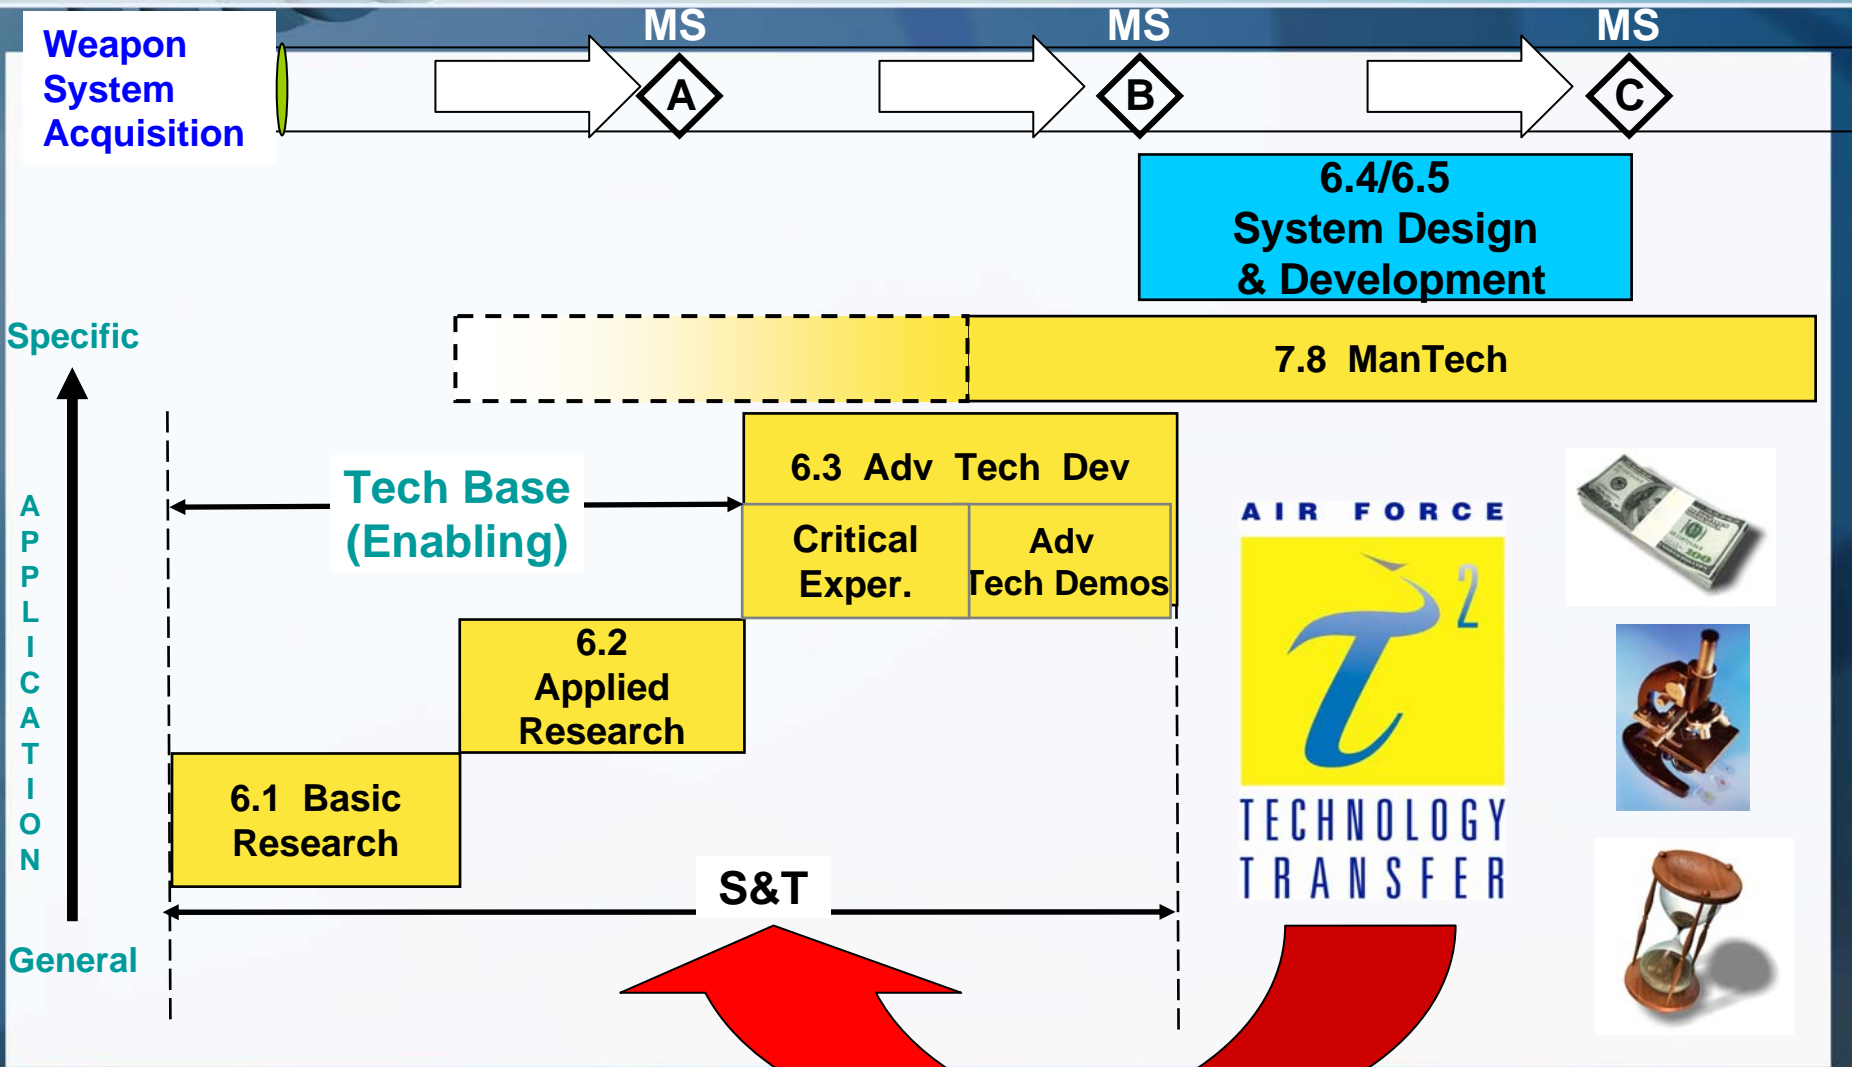 Weapon
System
Acquisition
MS
MS
MS
A
B
C
6.4/6.5
System Design
& Development
Specific
7.8 ManTech
APPLICATION
6.3 Adv Tech Dev
Tech Base
(Enabling)
Critical
Exper.
Adv
Tech Demos
6.2
Applied
Research
6.1 Basic
Research
S&T
General
AIR FORCE
T2
TECHNOLOGY
TRANSFER
100